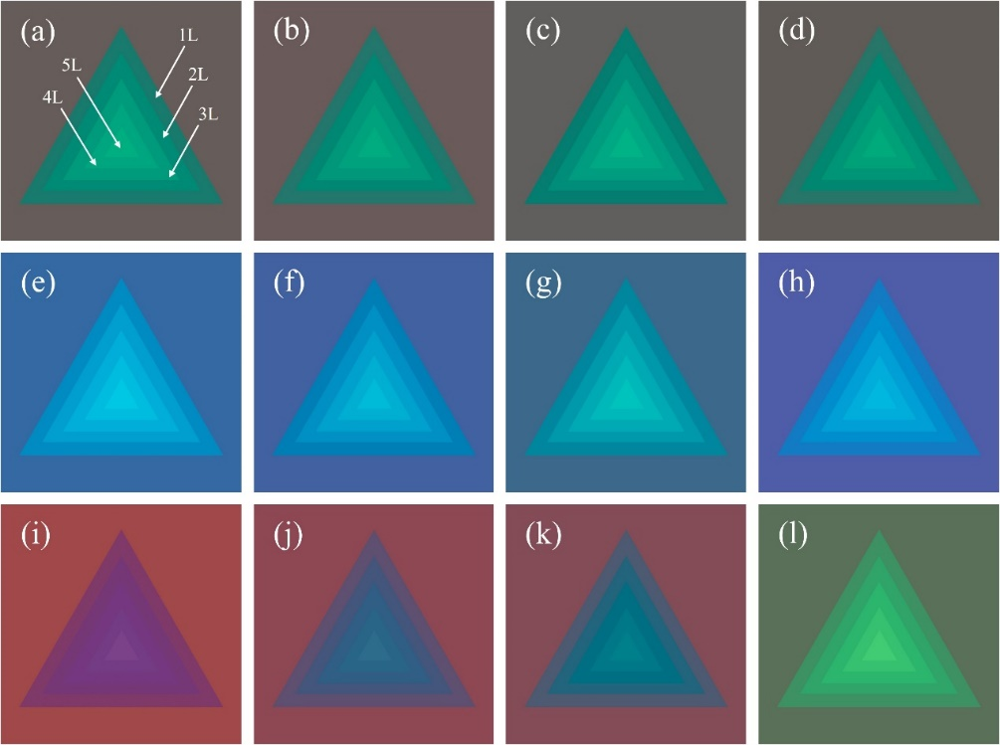 (a)
1L
5L
2L
4L
3L
(b)
(c)
(d)
(e)
(f)
(g)
(h)
(i)
(j)
(k)
(l)